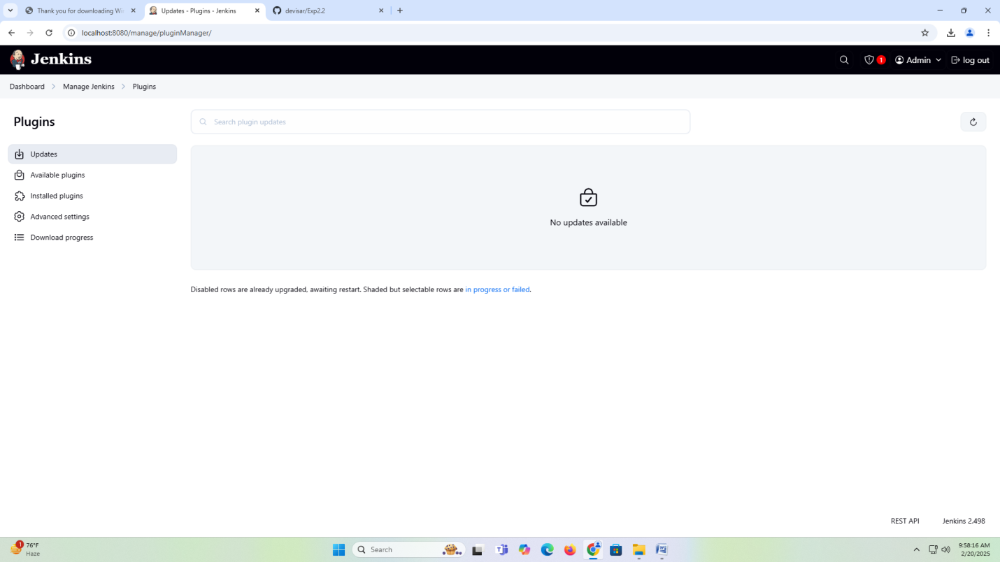 Thank you for downloading Wi
Updates - Plugins - Jenkins
devisar/Exp2.2
localhost:8080/manage/pluginManager/
Jenkins
1
Admin
log out
Dashboard > Manage Jenkins > Plugins
Plugins
Search plugin updates
Updates
Available plugins
Installed plugins
Advanced settings
Download progress
No updates available
Disabled rows are already upgraded, awaiting restart. Shaded but selectable rows are in progress or failed.
REST API
Jenkins 2.498
1
76°F
Haze
Search
9:58:16 AM
2/20/2025